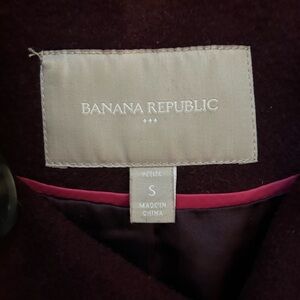 BANANA REPUBLIC
PETITE
S
MADE IN
CHINA